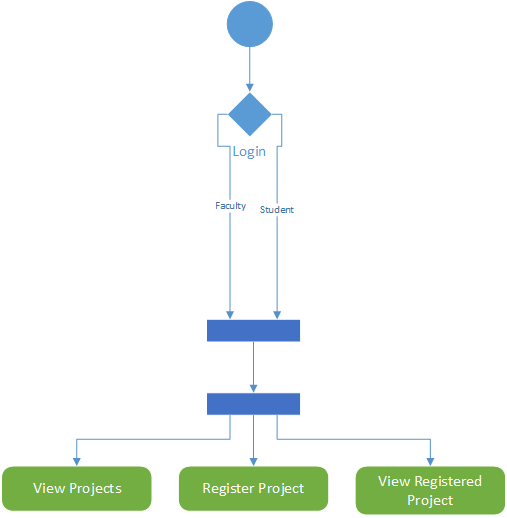 Login
Faculty
Student
View Projects
Register Project
View Registered
Project